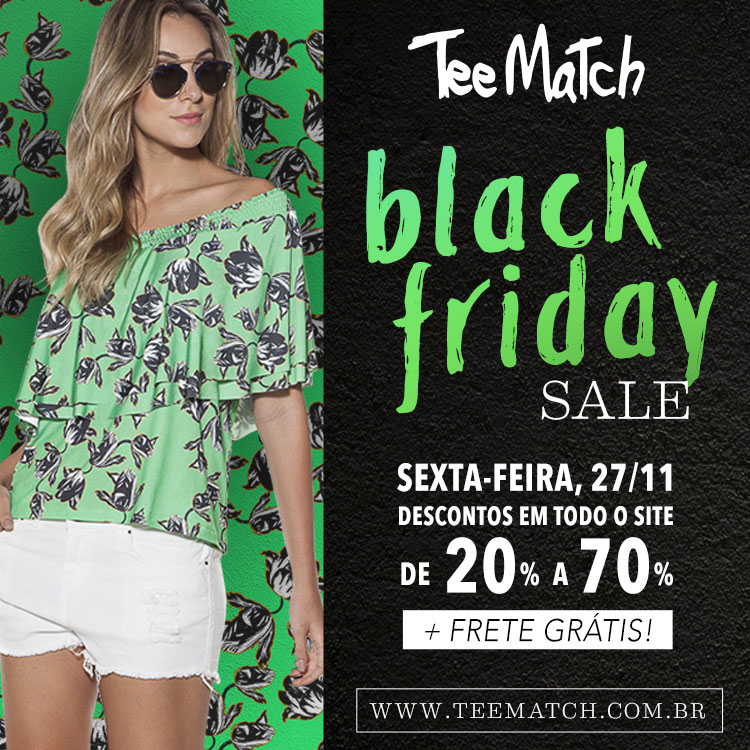 Tee Match
black
friday
SALE
SEXTA-FEIRA, 27/11
DESCONTOS EM TODO O SITE
DE 20% A 70%
+ FRETE GRÁTIS!
WWW.TEEMATCH.COM.BR